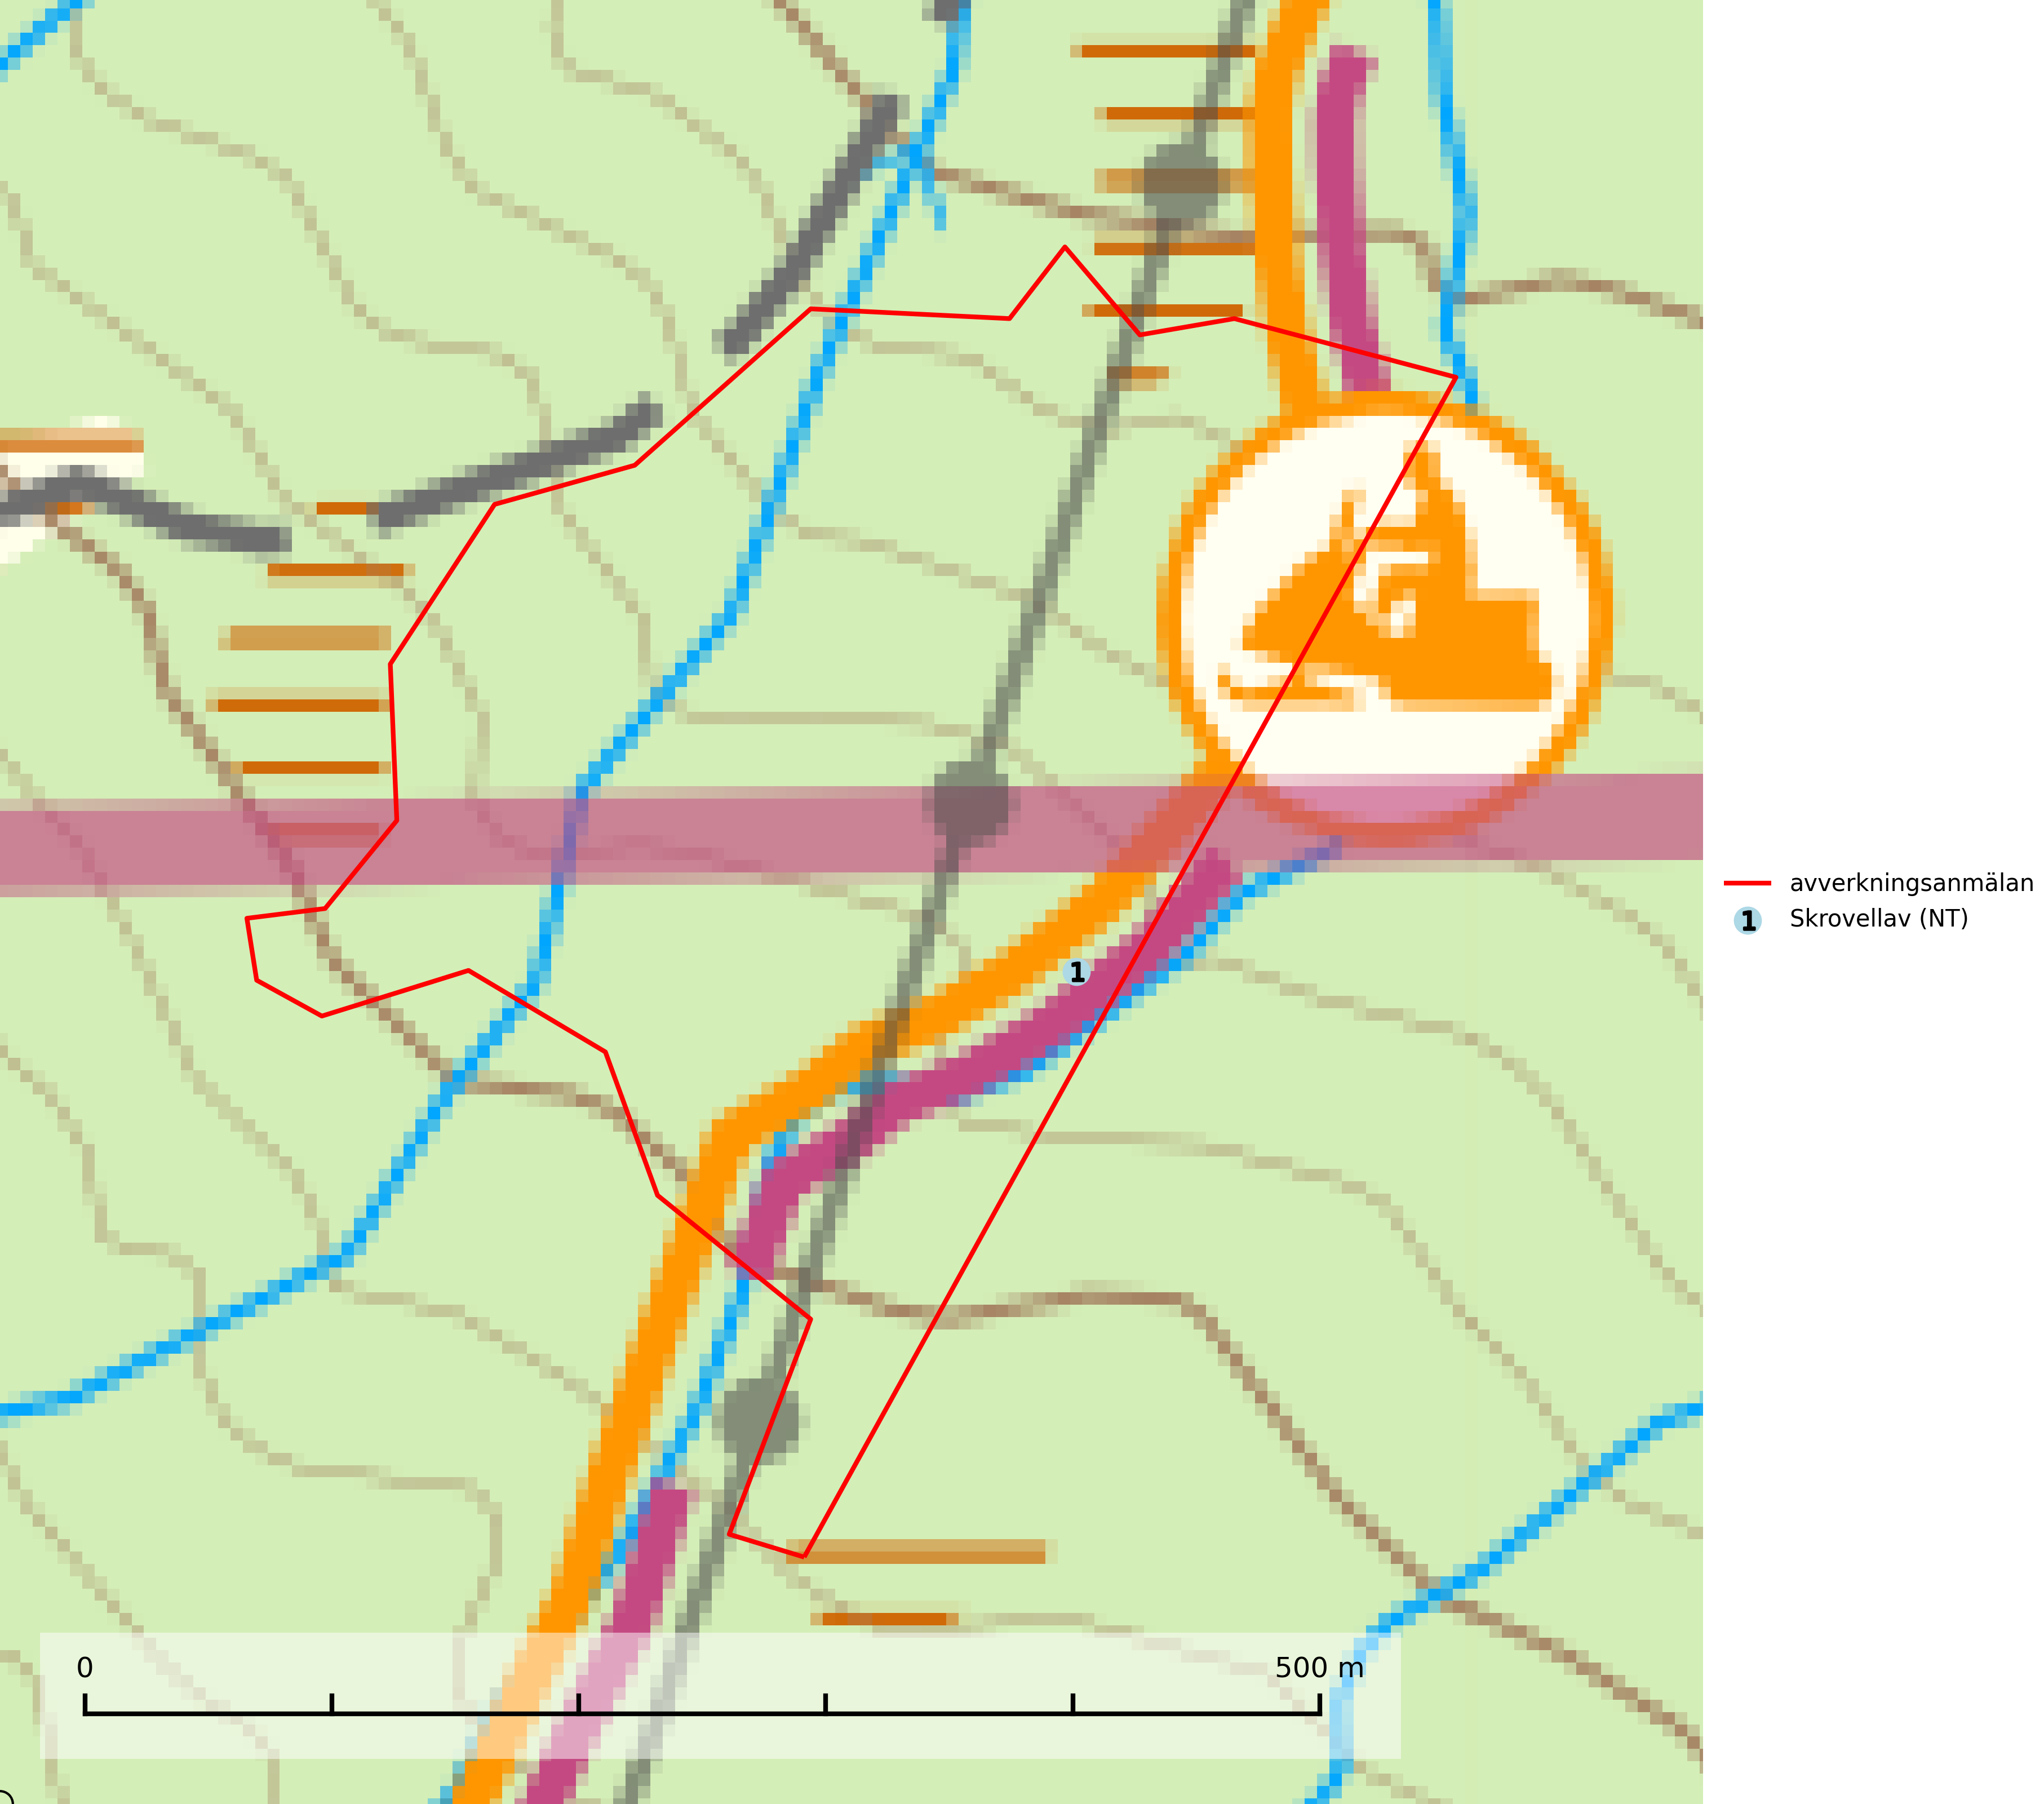 1
0
500 m
avverkningsanmälan
1 Skrovellav (NT)